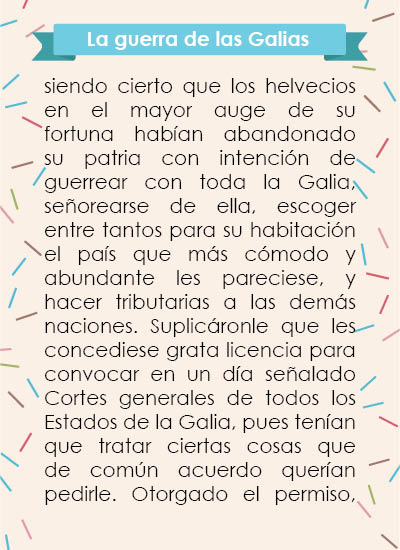 La guerra de las Galias
siendo cierto que los helvecios
en el mayor auge de su
fortuna habían abandonado
su patria con intención de
guerrear con toda la Galia,
señorearse de ella, escoger
entre tantos para su habitación
el país que más cómodo y
abundante les pareciese, y
hacer tributarias a las demás
naciones. Suplicáronle que les
concediese grata licencia para
convocar en un día señalado
Cortes generales de todos los
Estados de la Galia, pues tenían
que tratar ciertas cosas que
de común acuerdo querían
pedirle. Otorgado el permiso,